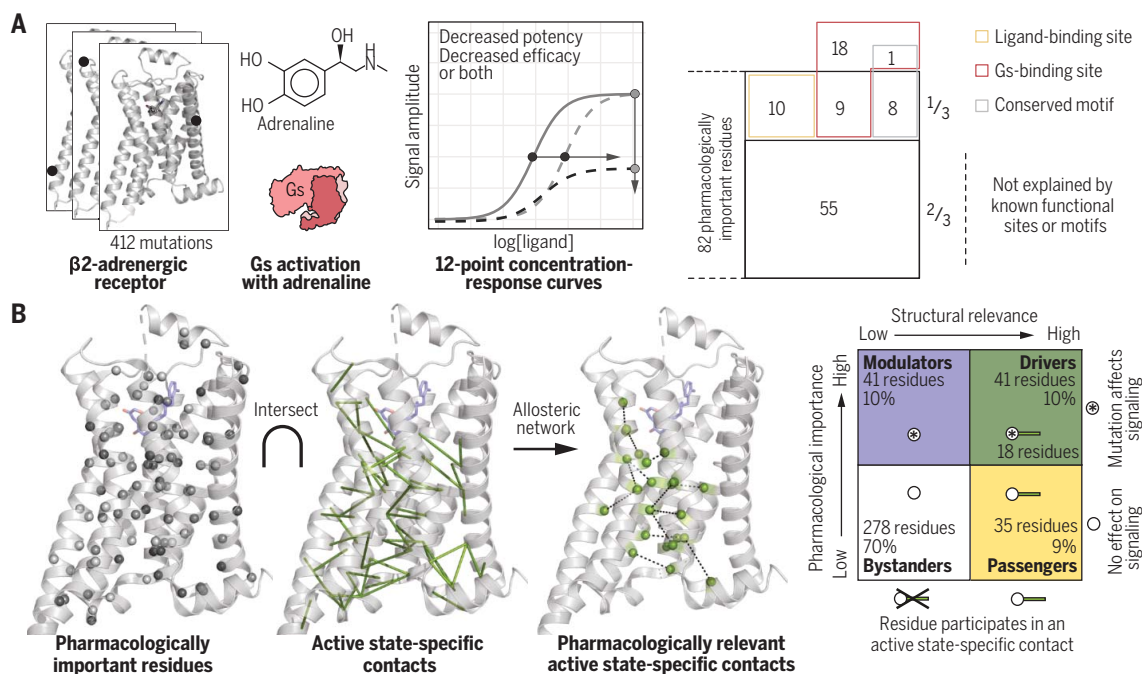 A
412 mutations
β2-adrenergic
receptor
HO
HO
OH
N
H
Adrenaline
Gs
Gs activation
with adrenaline
Decreased potency
Decreased efficacy
or both
Signal amplitude
log[ligand]
12-point concentration-
response curves
82 pharmacologically
important residues
18
1
10
9
8
55
1/3
2/3
Ligand-binding site
Gs-binding site
Conserved motif
Not explained by
known functional
sites or motifs
B
Pharmacologically
important residues
Intersect
∩
Active state-specific
contacts
Allosteric
network
Pharmacologically relevant
active state-specific contacts
Structural relevance
Low
High
Pharmacological importance
High
Low
Modulators
41 residues
10%
*
Drivers
41 residues
10%
*
18 residues
278 residues
70%
Bystanders
35 residues
9%
Passengers
*
Mutation affects
signaling
No effect on
signaling
Residue participates in an
active state-specific contact